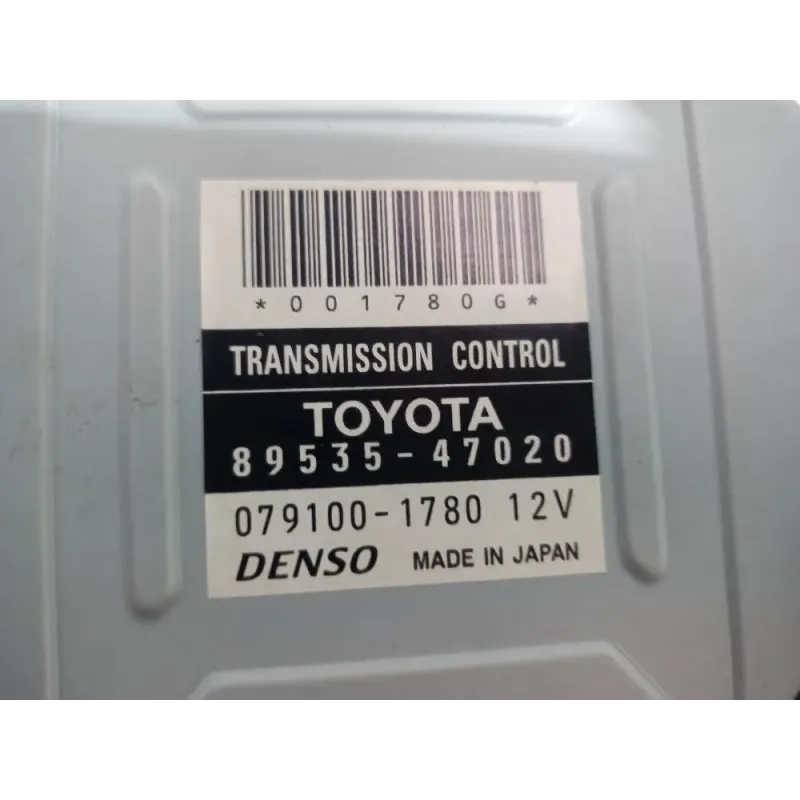 *001780G*
TRANSMISSION CONTROL
TOYOTA
89535-47020
079100-1780 12V
DENSO MADE IN JAPAN